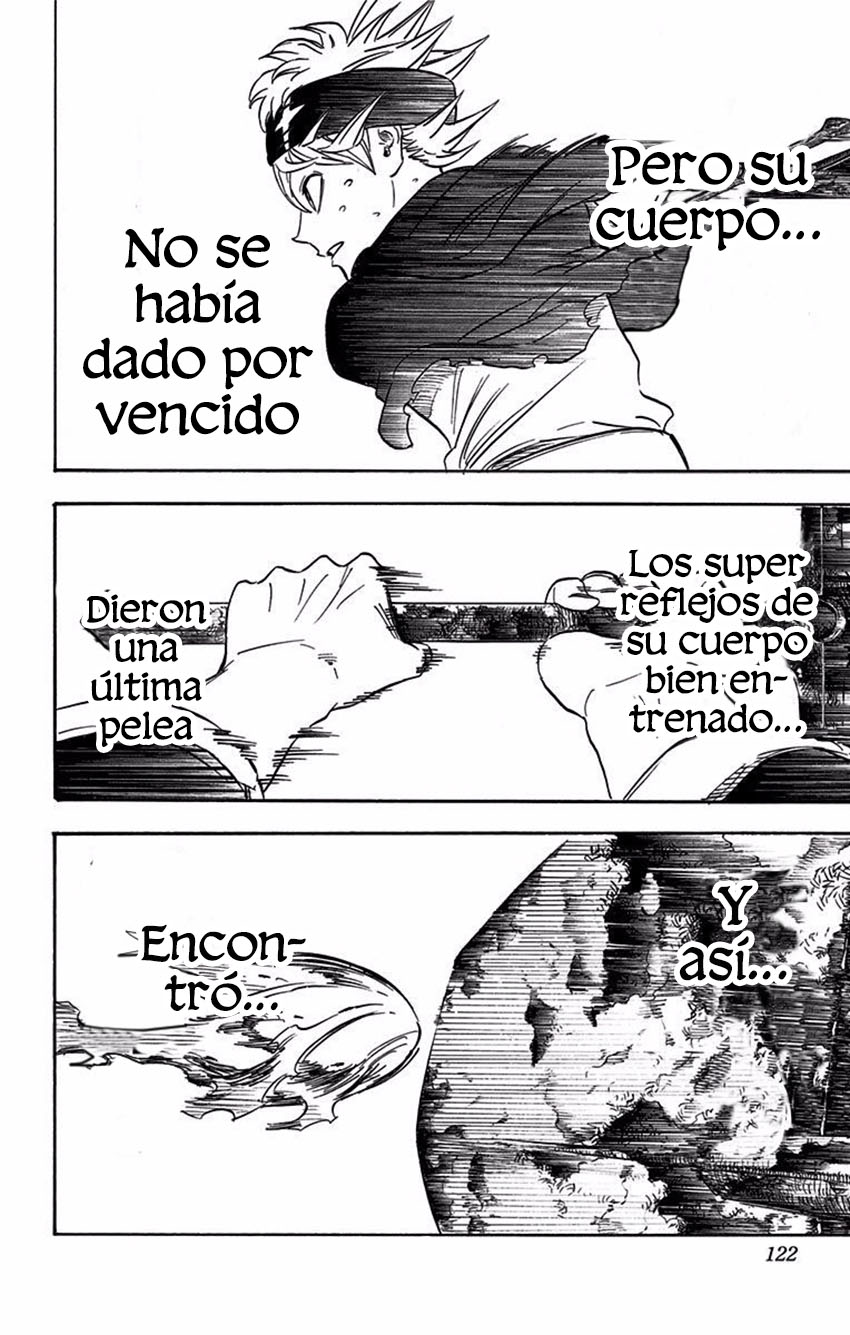 Pero su
cuerpo...
No se
había
dado por
vencido
Los super
reflejos de
su cuerpo
bien en-
trenado...
Dieron
una
última
pelea
Y
así...
Encon-
tró...
122